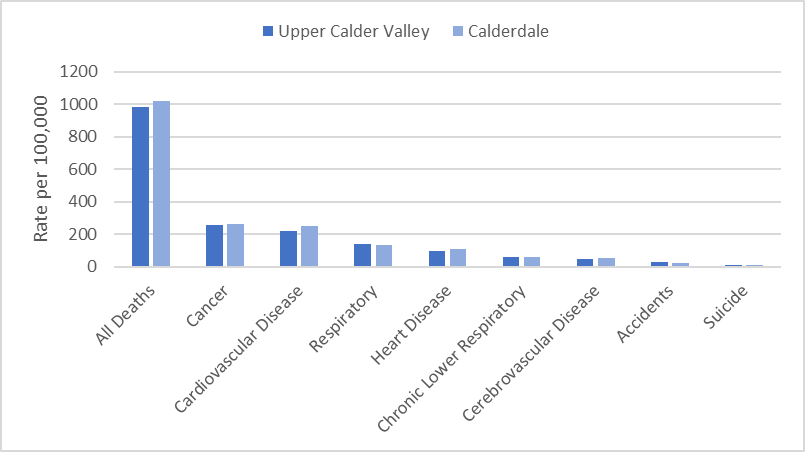 Upper Calder Valley
Calderdale
Rate per 100,000
1200
1000
800
600
400
200
0
All Deaths
Cancer
Cardiovascular Disease
Respiratory
Heart Disease
Chronic Lower Respiratory
Cerebrovascular Disease
Accidents
Suicide